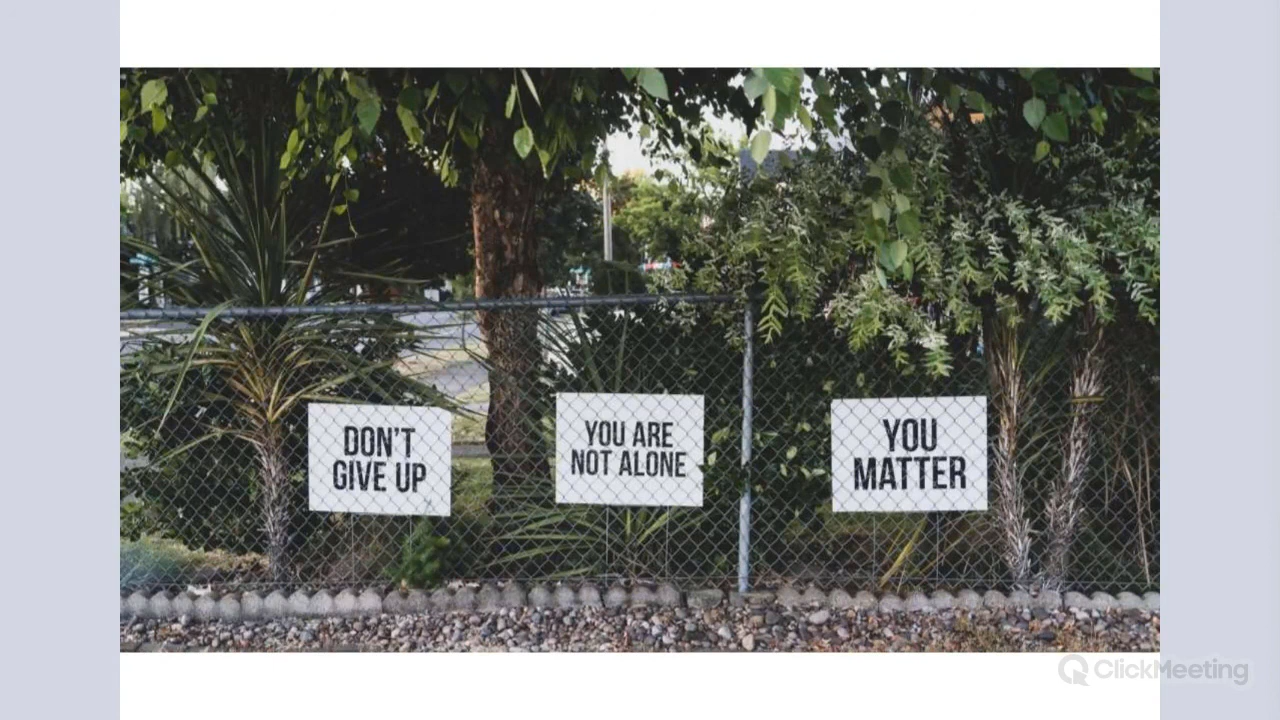 DON'T
GIVE UP
YOU ARE
NOT ALONE
YOU
MATTER
ClickMeeting